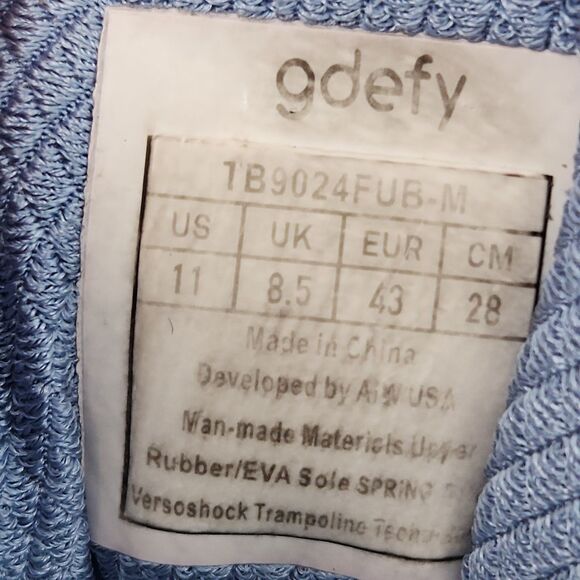 gdefy
TB9024FUB-M
US UK EUR CM
11 8.5 43 28
Made in China
Developed by USA
Man-made Materials Upper
Rubber/EVA Sole SPRING
Versoshock Trampoline